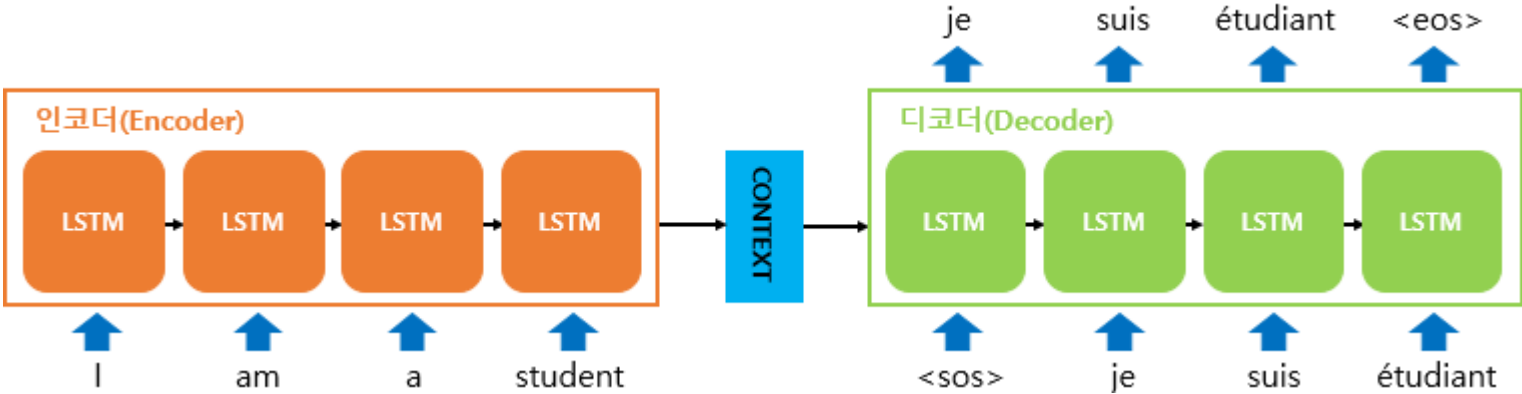 je suis étudiant <eos>
인코더(Encoder)
디코더(Decoder)
LSTM LSTM LSTM LSTM
CONTEXT
LSTM LSTM LSTM LSTM
I am a student
<sos> je suis étudiant